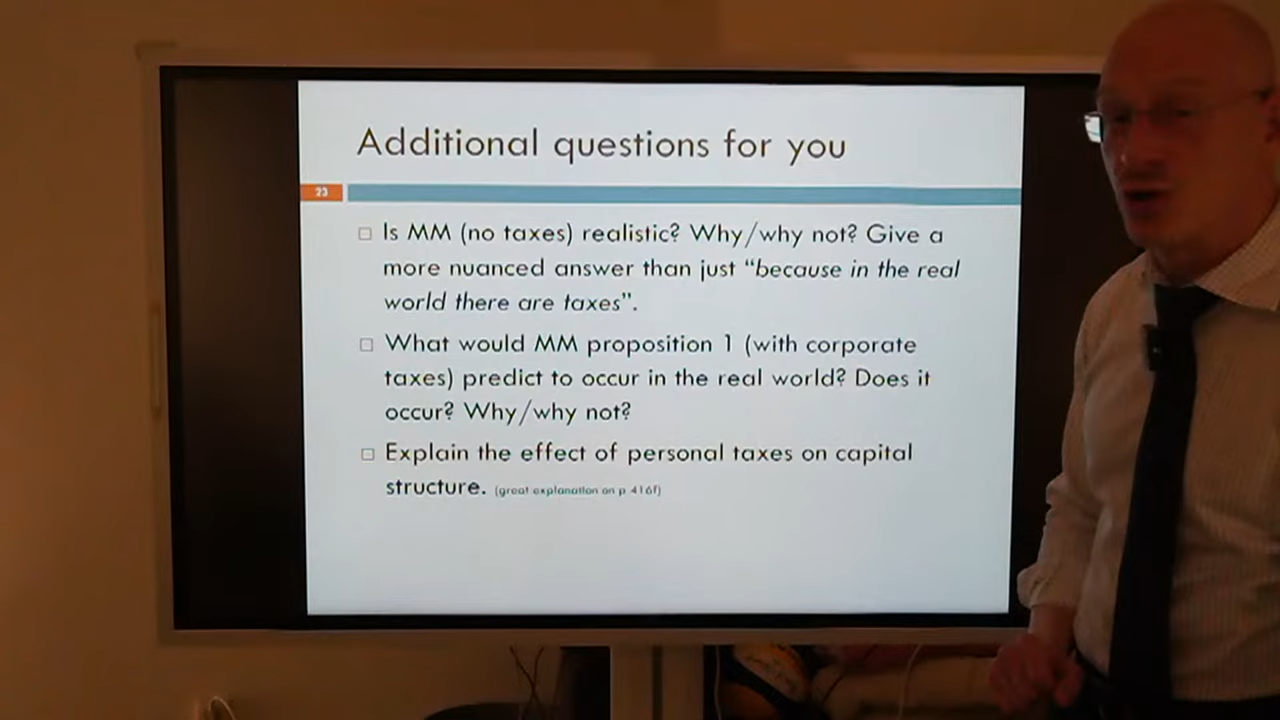 Additional questions for you
23
Is MM (no taxes) realistic? Why/why not? Give a
more nuanced answer than just “because in the real
world there are taxes”.
What would MM proposition 1 (with corporate
taxes) predict to occur in the real world? Does it
occur? Why/why not?
Explain the effect of personal taxes on capital
structure. (great explanation on p 416f)